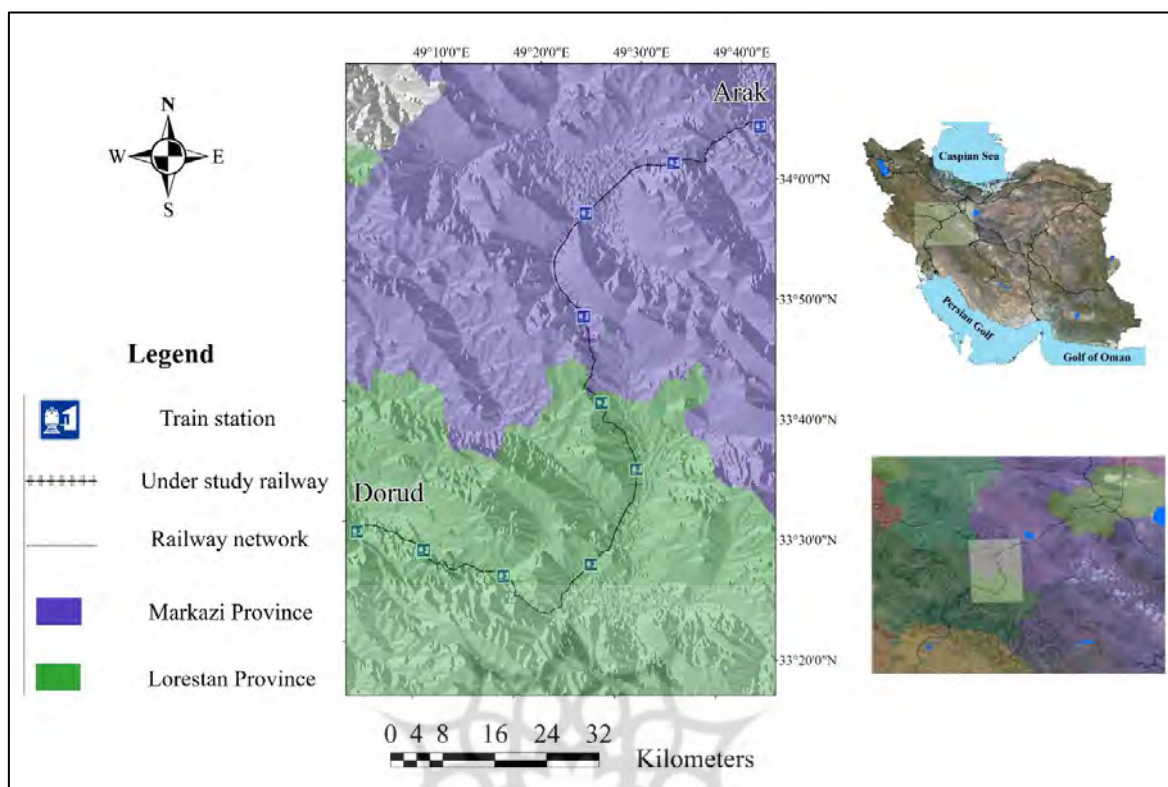 49°10'0"E 49°20'0"E 49°30'0"E 49°40'0"E
N
W E
S
Arak
34°0'0"N
33°50'0"N
33°40'0"N
33°30'0"N
33°20'0"N
Dorud
Legend
Train station
Under study railway
Railway network
Markazi Province
Lorestan Province
0 4 8 16 24 32
Kilometers
Caspian Sea
Persian Golf
Golf of Oman